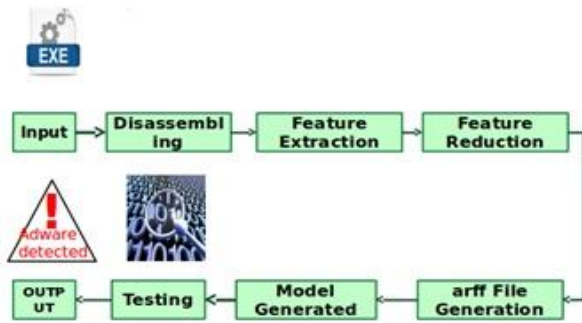 EXE
Input
Disassembl
ing
Feature
Extraction
Feature
Reduction
Adware
detected
OUTP
UT
Testing
Model
Generated
arff File
Generation